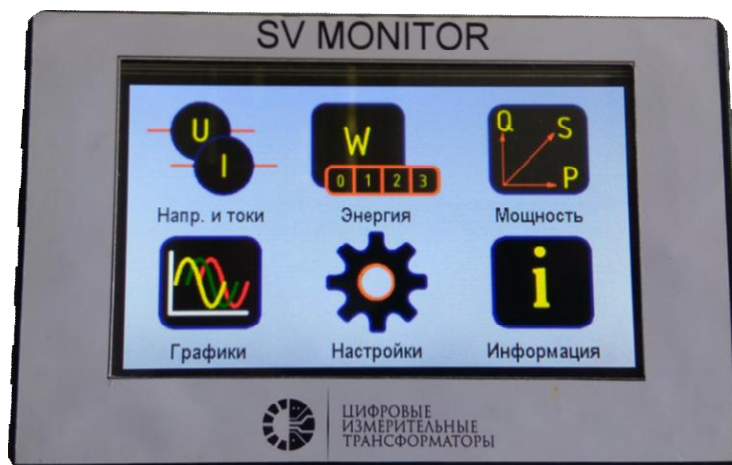 SV MONITOR
U
I
W
0 1 2 3
Q
S
P
Напр. и токи
Энергия
Мощность
i
Графики
Настройки
Информация
ЦИФРОВЫЕ
ИЗМЕРИТЕЛЬНЫЕ
ТРАНСФОРМАТОРЫ